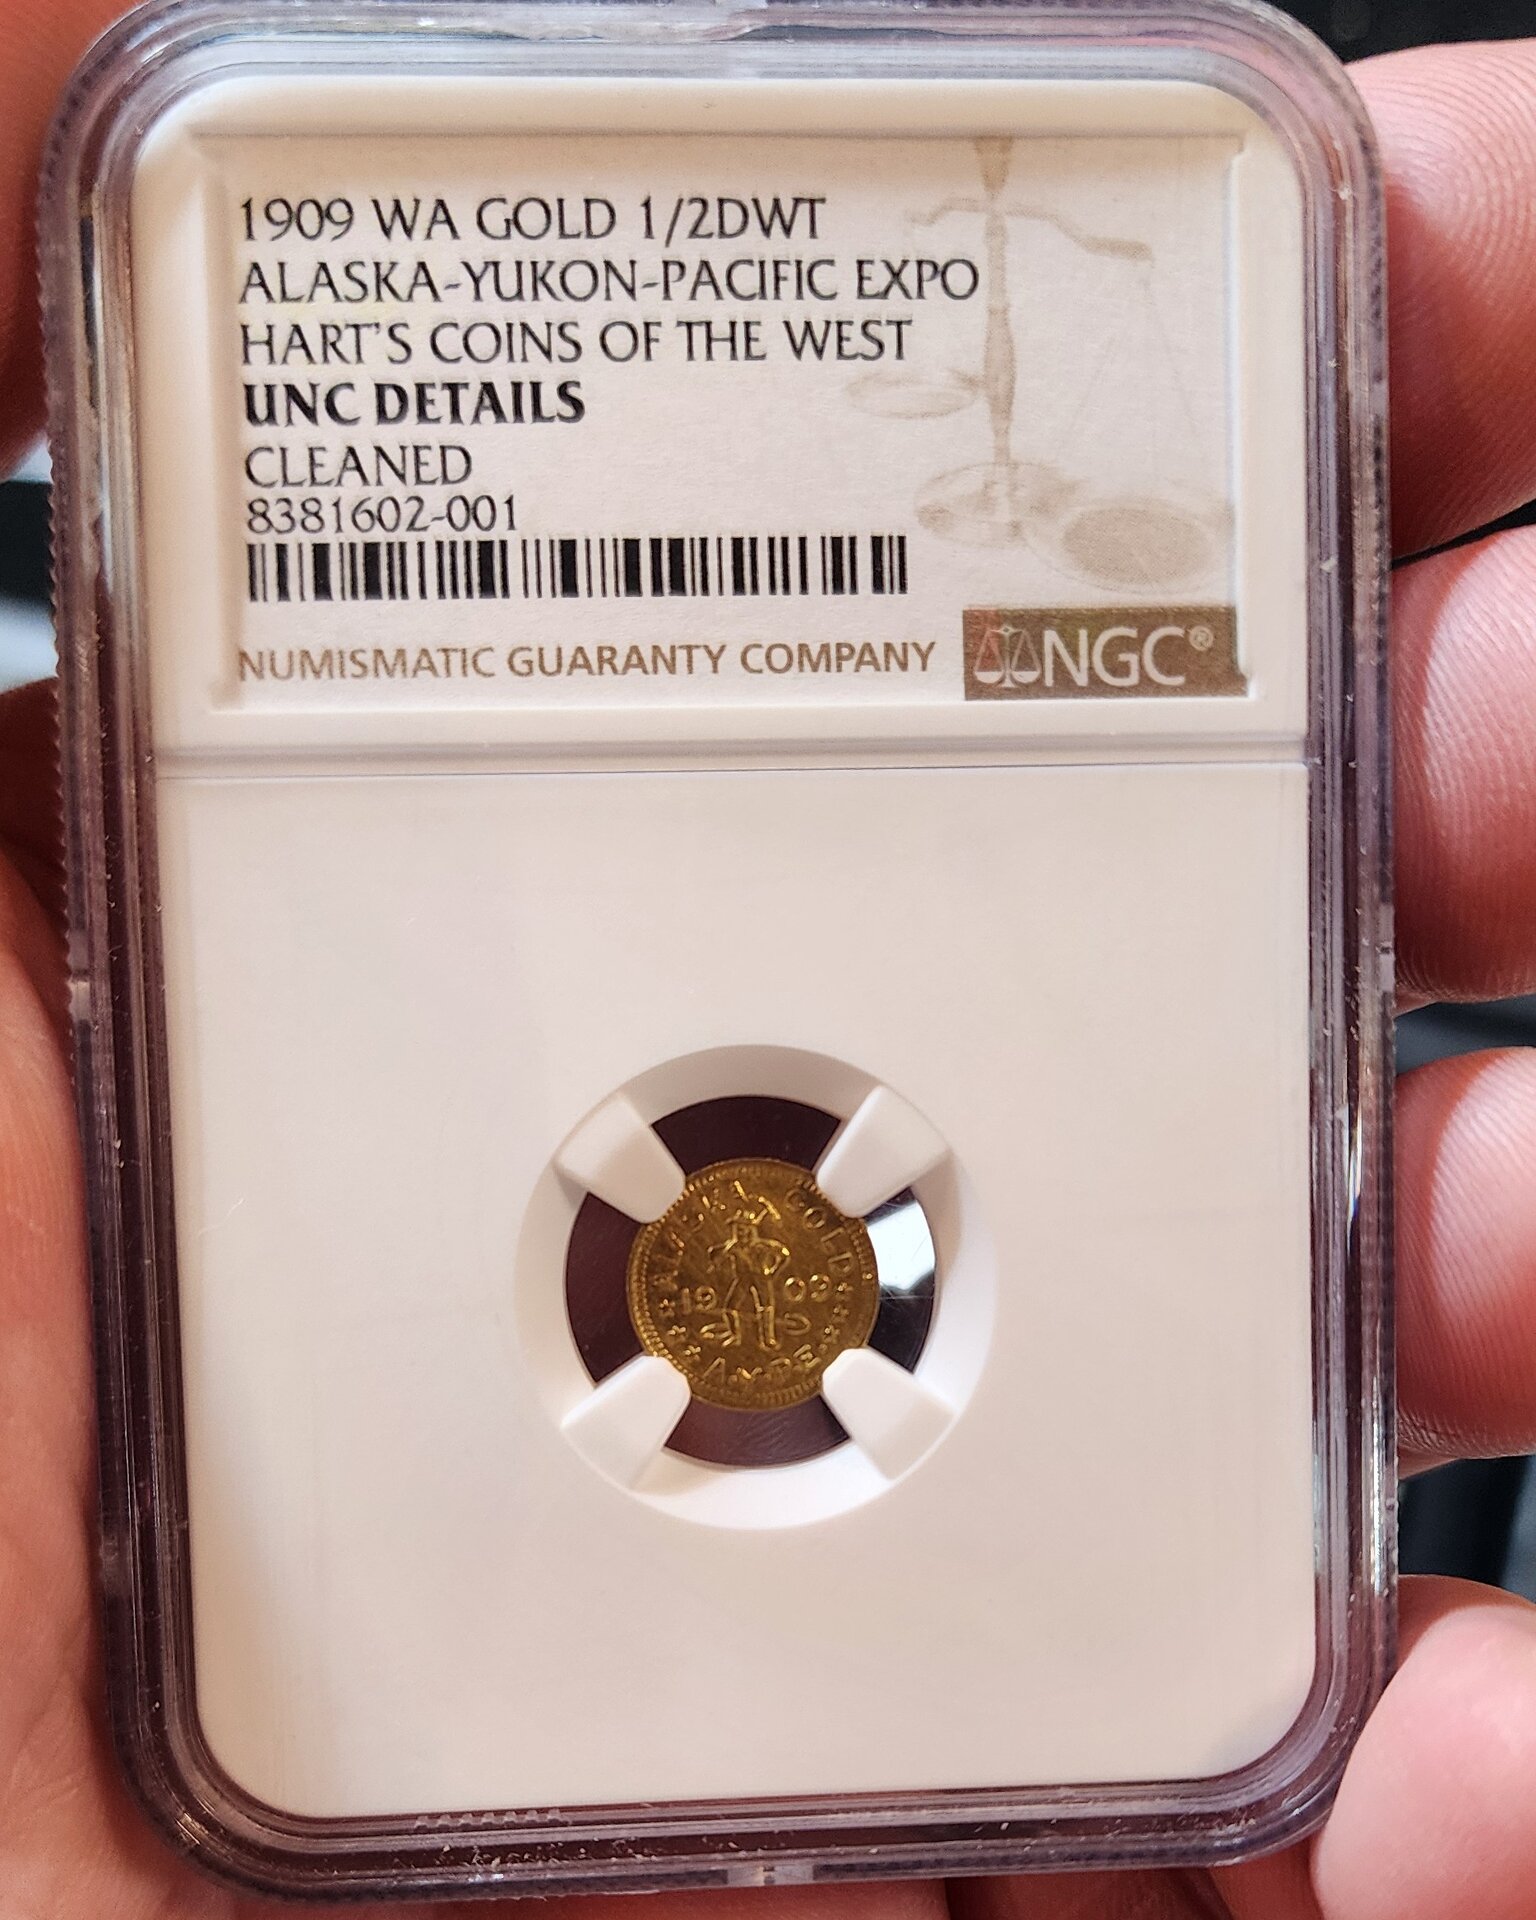 1909 WA GOLD 1/2DWT
ALASKA-YUKON-PACIFIC EXPO
HART'S COINS OF THE WEST
UNC DETAILS
CLEANED
8381602-001
NUMISMATIC GUARANTY COMPANY NGC®
ALASKA GOLD
19 09
A.Y.P.E.